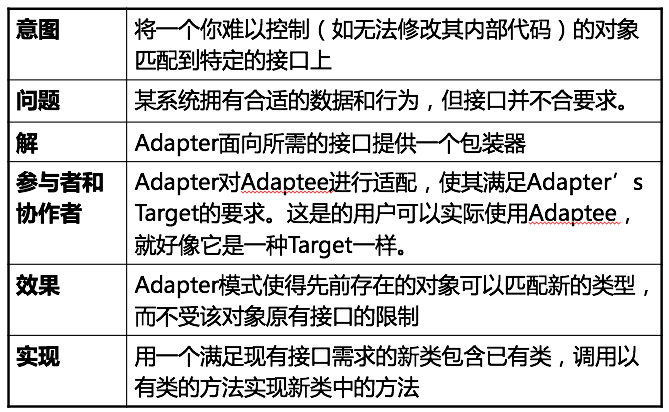 意图
将一个你难以控制（如无法修改其内部代码）的对象
匹配到特定的接口上
问题
某系统拥有合适的数据和行为，但接口并不合要求。
解
Adapter面向所需的接口提供一个包装器
参与者和
协作者
Adapter对Adaptee进行适配，使其满足Adapter’s
Target的要求。这是的用户可以实际使用Adaptee，
就好像它是一种Target一样。
效果
Adapter模式使得先前存在的对象可以匹配新的类型，
而不受该对象原有接口的限制
实现
用一个满足现有接口需求的新类包含已有类，调用以
有类的方法实现新类中的方法